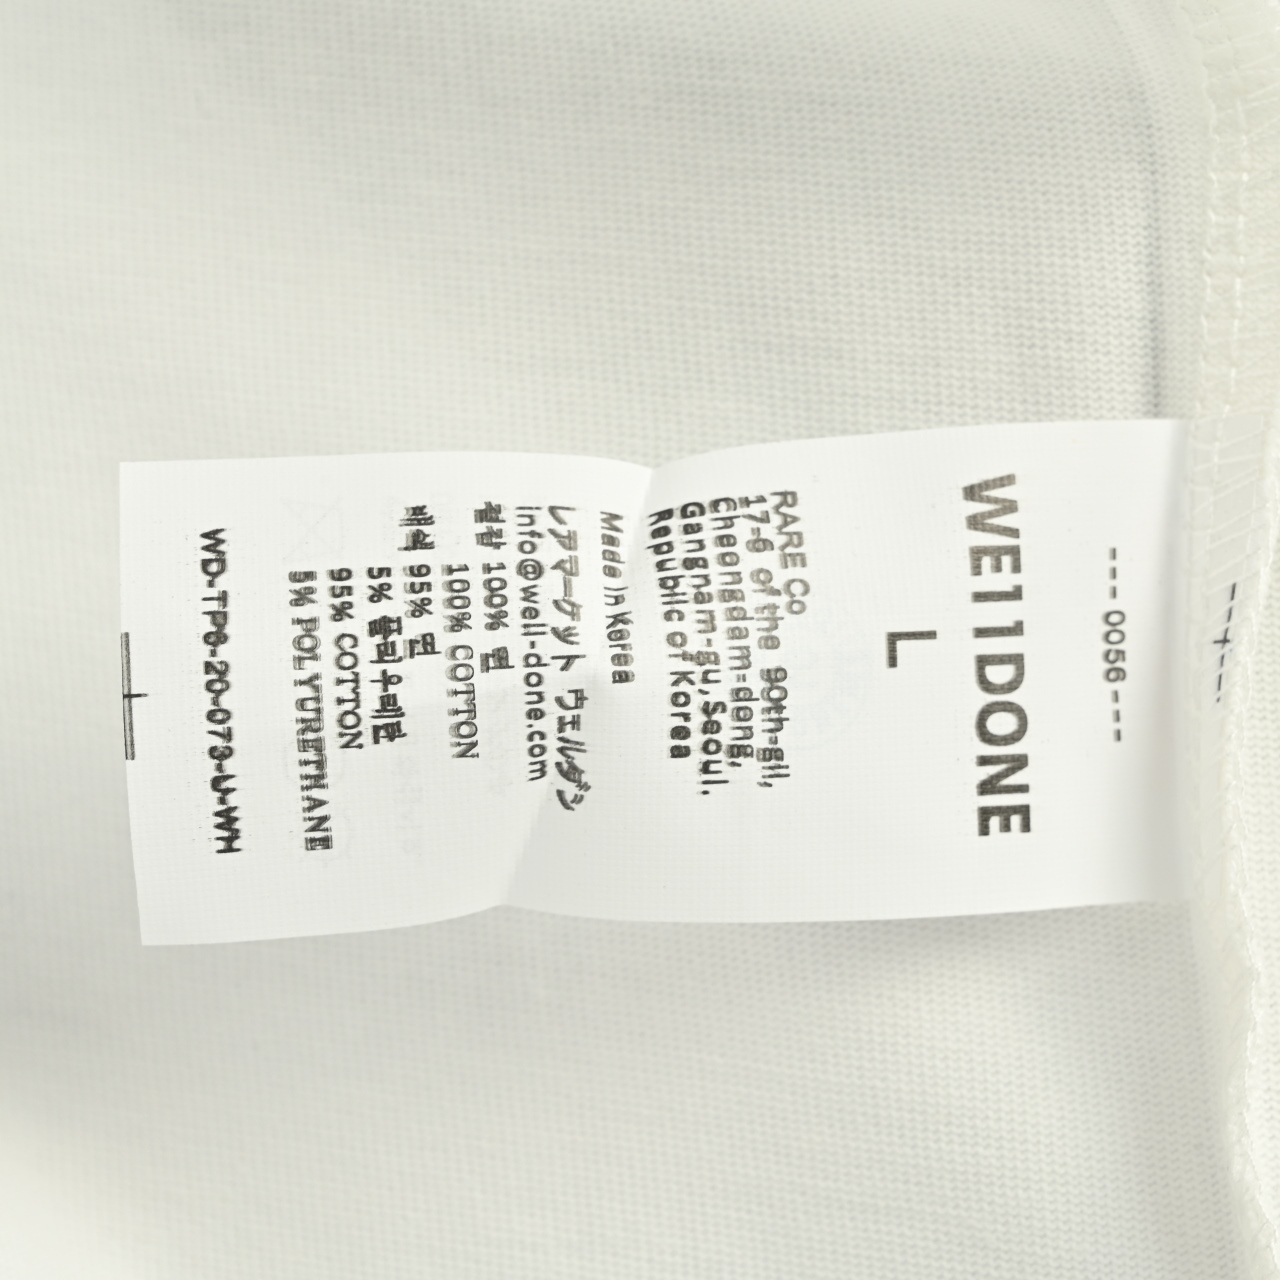 ---0056---
WE11DONE
L
RARE Co
17-6 of the 90th-gil,
Cheongdam-dong,
Gangnam-gu, Seoul,
Republic of Korea
Made In Korea
レアマーケット ウェルダン
info@well-done.com
겉감 100% 면
100% COTTON
배색 95% 면
5% 폴리우레탄
95% COTTON
5% POLYURETHANE
WD-TP8-20-073-U-WH